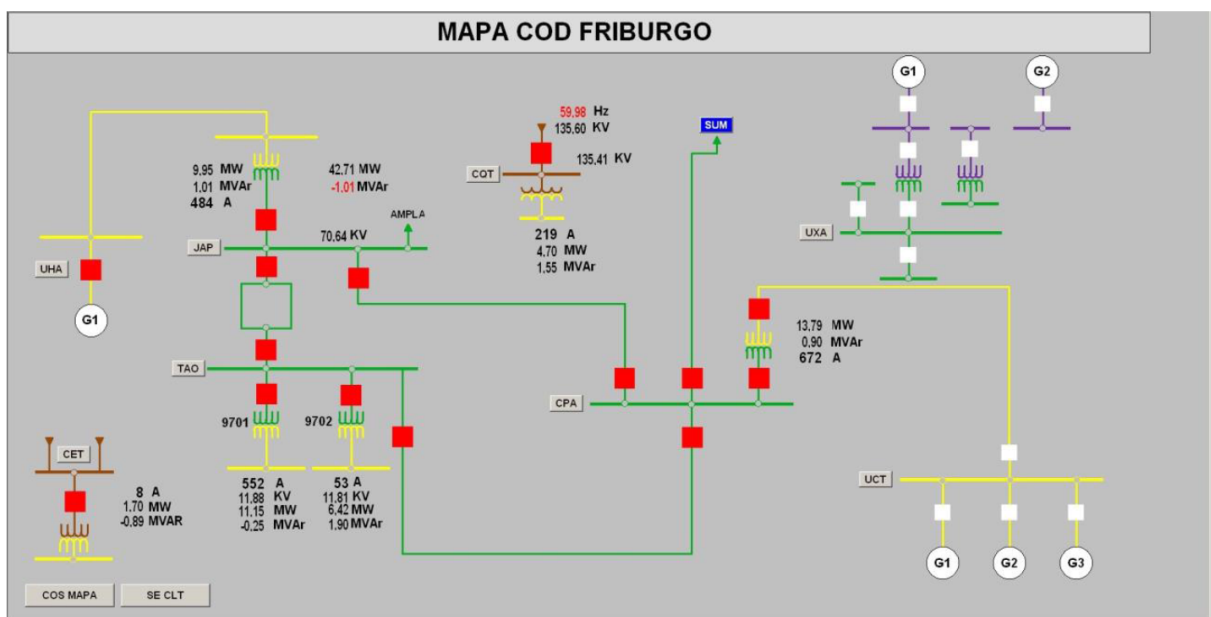 MAPA COD FRIBURGO
G1
G2
59,98 Hz
135,60 KV
SUM
9,95 MW
1,01 MVAr
484 A
42,71 MW
-1,01 MVAr
135,41 KV
CQT
AMPLA
JAP
70,64 KV
219 A
4,70 MW
1,55 MVAr
UXA
UHA
G1
13,79 MW
0,90 MVAr
672 A
TAO
CPA
9701
9702
CET
8 A
1,70 MW
-0,89 MVAR
552 A
11,88 KV
11,15 MW
-0,25 MVAr
53 A
11,81 KV
6,42 MW
1,90 MVAr
UCT
G1
G2
G3
COS MAPA
SE CLT